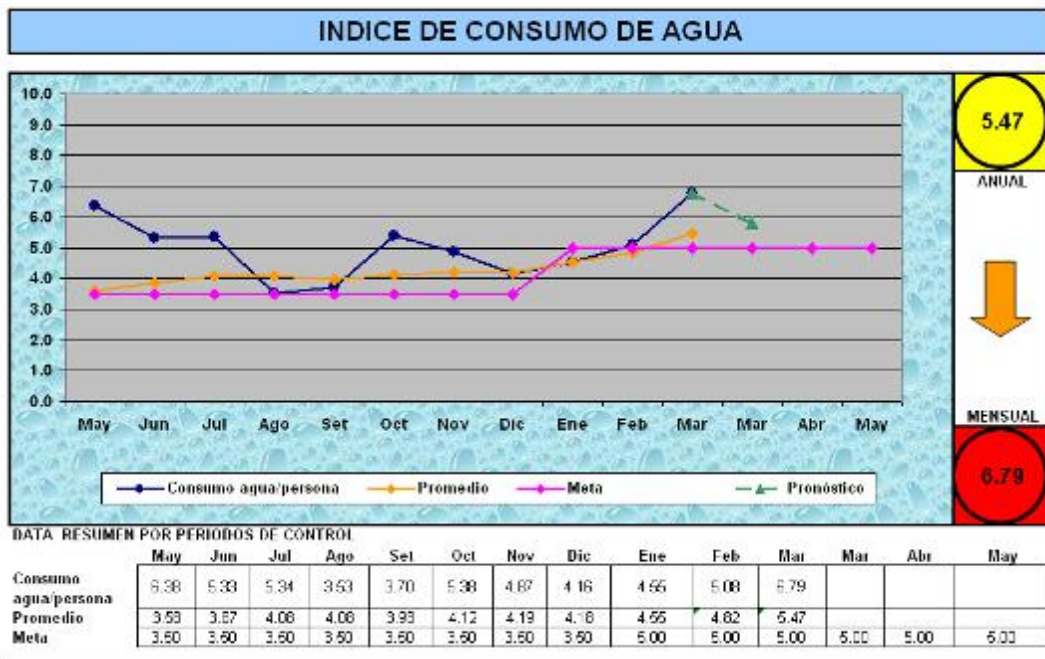 INDICE DE CONSUMO DE AGUA
10.0
9.0
8.0
7.0
6.0
5.0
4.0
3.0
2.0
1.0
0.0
May Jun Jul Ago Set Oct Nov Dic Ene Feb Mar Mar Abr May
Consumo agua/persona Promedio Meta Pronóstico
5.47
ANUAL
MENSUAL
6.79
DATA RESUMEN POR PERIODOS DE CONTROL
May Jun Jul Ago Set Oct Nov Dic Ene Feb Mar Mar Abr May
Consumo agua/persona 6.38 5.33 5.34 3.53 3.70 5.38 4.87 4.16 4.55 5.08 6.79
Promedio 3.87 4.08 4.08 4.12 4.19 4.18 4.55 4.82 5.47
Meta 3.50 3.50 3.50 3.50 3.50 3.50 3.50 3.50 5.00 5.00 5.00 5.00 5.00 5.00